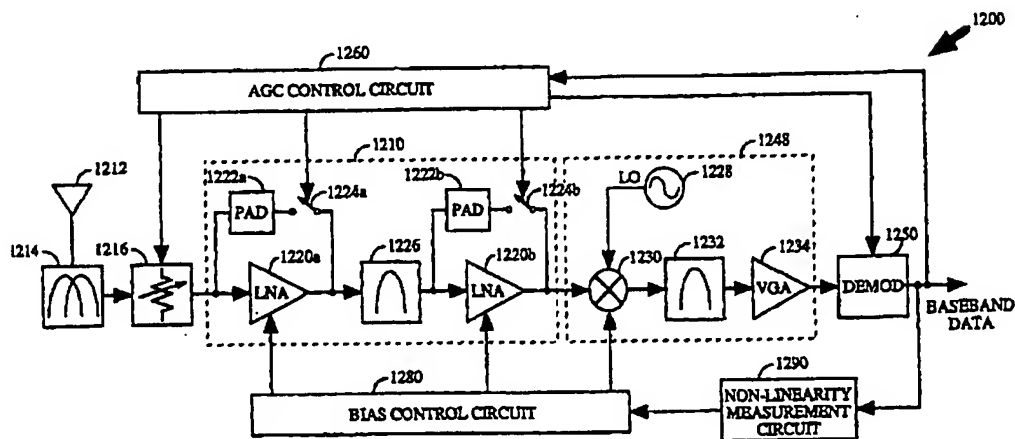 1200
1260
AGC CONTROL CIRCUIT
1210
1248
1212
1222a
1224a
1222b
1224b
LO
1228
PAD
PAD
1214
1216
1220a
1226
1220b
1230
1232
1234
1250
LNA
LNA
VGA
DEMOD
BASEBAND
DATA
1280
1290
BIAS CONTROL CIRCUIT
NON-LINEARITY
MEASUREMENT
CIRCUIT